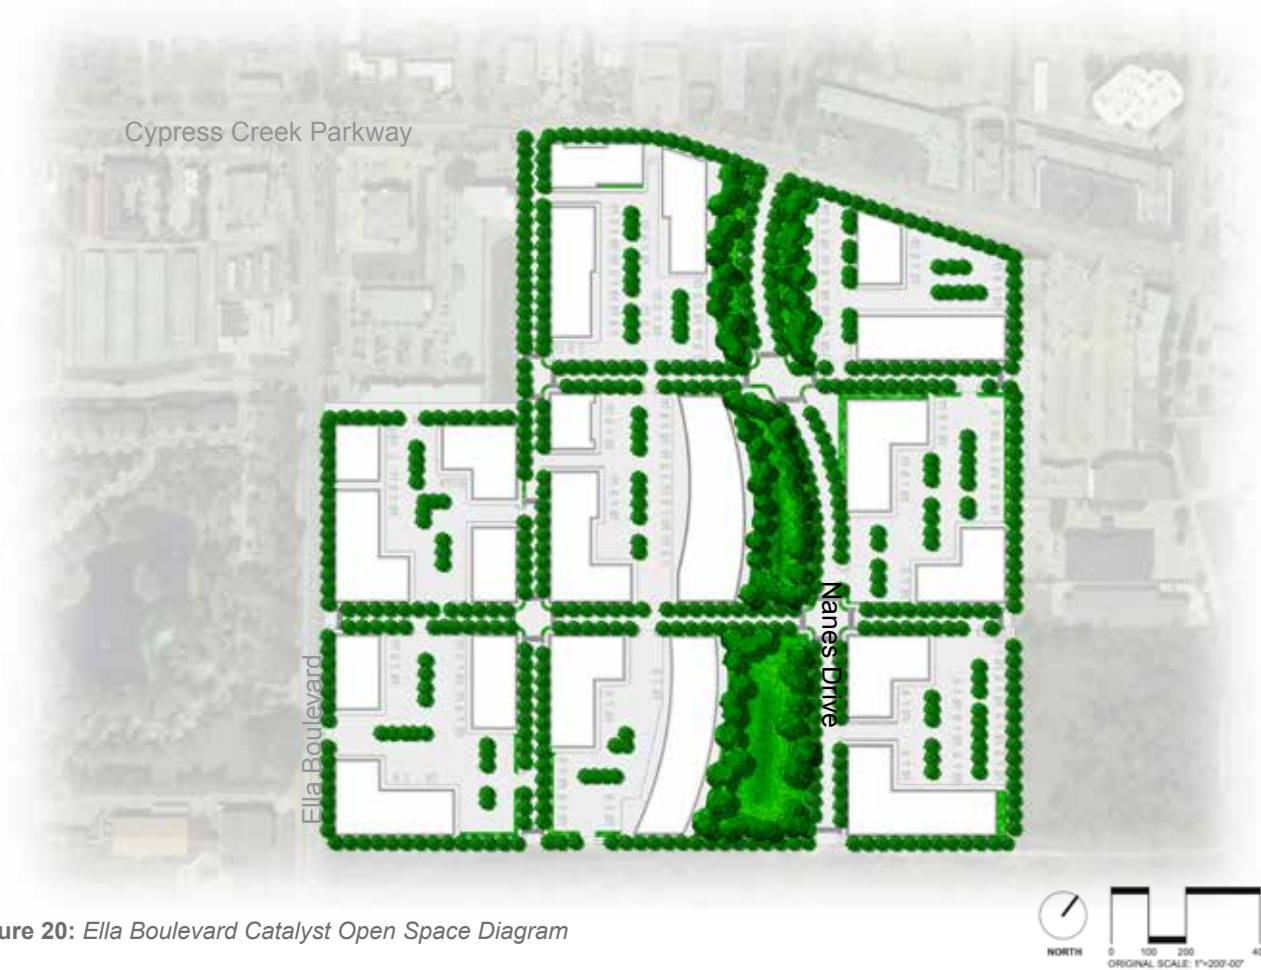 Cypress Creek Parkway
Nanes Drive
Ella Boulevard
ure 20: Ella Boulevard Catalyst Open Space Diagram
NORTH
0 100 200 40
ORIGINAL SCALE: 1"=200'-00"